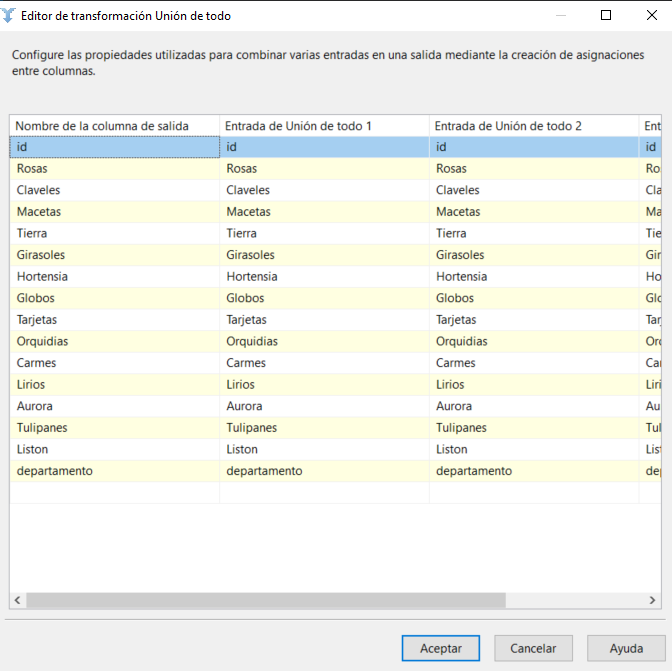 Editor de transformación Unión de todo
Configure las propiedades utilizadas para combinar varias entradas en una salida mediante la creación de asignaciones
entre columnas.
Nombre de la columna de salida Entrada de Unión de todo 1 Entrada de Unión de todo 2 Ent
id id id id
Rosas Rosas Rosas Ro
Claveles Claveles Claveles Cla
Macetas Macetas Macetas Ma
Tierra Tierra Tierra Tie
Girasoles Girasoles Girasoles Gir
Hortensia Hortensia Hortensia Ho
Globos Globos Globos Glo
Tarjetas Tarjetas Tarjetas Tar
Orquidias Orquidias Orquidias Orc
Carmes Carmes Carmes Car
Lirios Lirios Lirios Liri
Aurora Aurora Aurora Au
Tulipanes Tulipanes Tulipanes Tul
Liston Liston Liston List
departamento departamento departamento dep
Aceptar Cancelar Ayuda